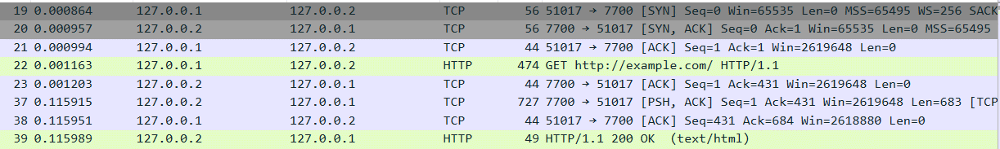 19 0.000864 127.0.0.1 127.0.0.2 TCP 56 51017 → 7700 [SYN] Seq=0 Win=65535 Len=0 MSS=65495 WS=256 SACK
20 0.000957 127.0.0.2 127.0.0.1 TCP 56 7700 → 51017 [SYN, ACK] Seq=0 Ack=1 Win=65535 Len=0 MSS=65495
21 0.000994 127.0.0.1 127.0.0.2 TCP 44 51017 → 7700 [ACK] Seq=1 Ack=1 Win=2619648 Len=0
22 0.001163 127.0.0.1 127.0.0.2 HTTP 474 GET http://example.com/ HTTP/1.1
23 0.001203 127.0.0.2 127.0.0.1 TCP 44 7700 → 51017 [ACK] Seq=1 Ack=431 Win=2619648 Len=0
37 0.115915 127.0.0.2 127.0.0.1 TCP 727 7700 → 51017 [PSH, ACK] Seq=1 Ack=431 Win=2619648 Len=683 [TCP
38 0.115951 127.0.0.1 127.0.0.2 TCP 44 51017 → 7700 [ACK] Seq=431 Ack=684 Win=2618880 Len=0
39 0.115989 127.0.0.2 127.0.0.1 HTTP 49 HTTP/1.1 200 OK (text/html)